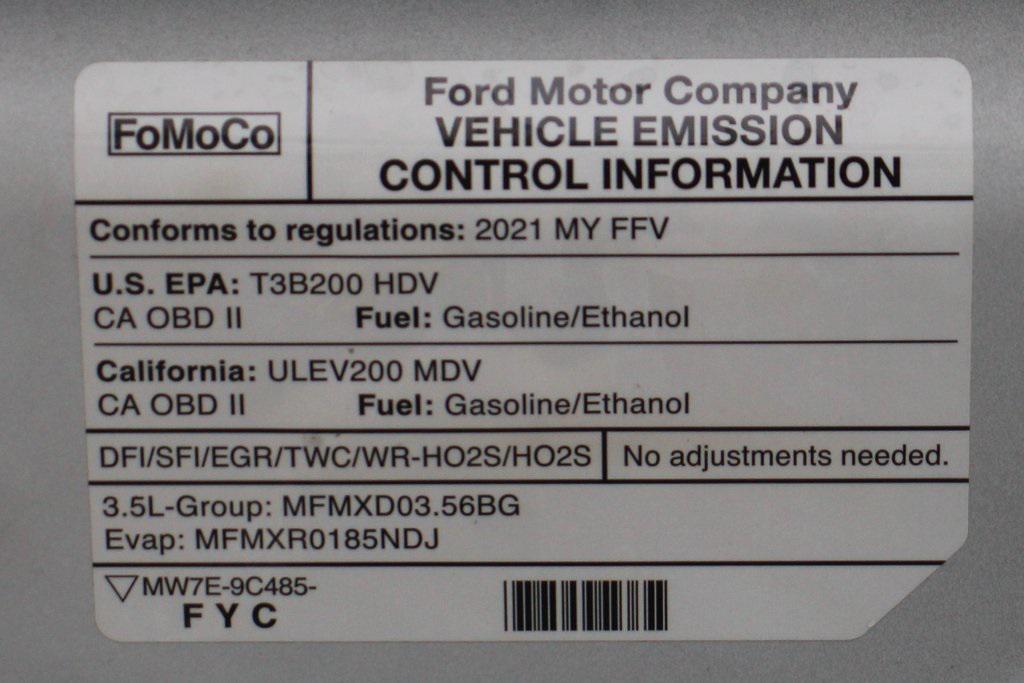 FoMoCo
Ford Motor Company
VEHICLE EMISSION
CONTROL INFORMATION
Conforms to regulations: 2021 MY FFV
U.S. EPA: T3B200 HDV
CA OBD II Fuel: Gasoline/Ethanol
California: ULEV200 MDV
CA OBD II Fuel: Gasoline/Ethanol
DFI/SFI/EGR/TWC/WR-HO2S/HO2S No adjustments needed.
3.5L-Group: MFMXD03.56BG
Evap: MFMXR0185NDJ
MW7E-9C485-
F Y C